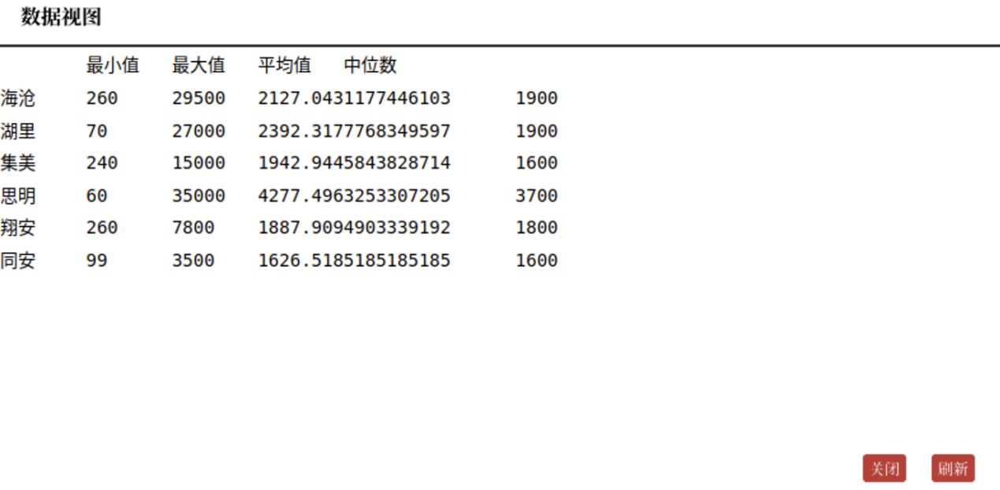 数据视图
最小值 最大值 平均值 中位数
海沧 260 29500 2127.0431177446103 1900
湖里 70 27000 2392.3177768349597 1900
集美 240 15000 1942.9445843828714 1600
思明 60 35000 4277.4963253307205 3700
翔安 260 7800 1887.9094903339192 1800
同安 99 3500 1626.5185185185185 1600
关闭 刷新